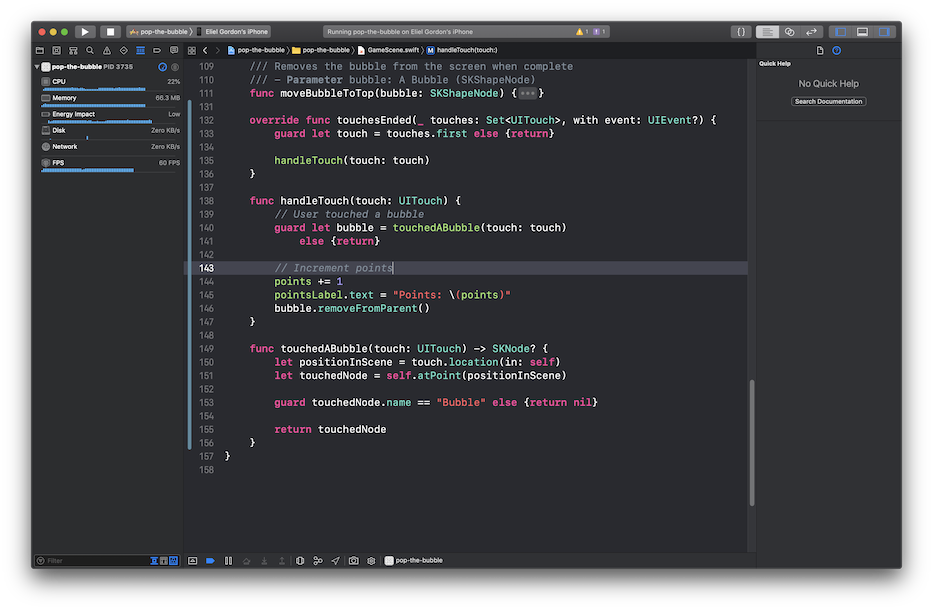 pop-the-bubble
Eliel Gordon's iPhone
Running pop-the-bubble on Eliel Gordon's iPhone
1
1
pop-the-bubble
pop-the-bubble
GameScene.swift
M
handleTouch(touch:)
pop-the-bubble PID 3735
CPU
22%
Memory
66.3 MB
Energy Impact
Low
Disk
Zero KB/s
Network
Zero KB/s
FPS
60 FPS
109 /// Removes the bubble from the screen when complete
110 /// - Parameter bubble: A Bubble (SKShapeNode)
111 func moveBubbleToTop(bubble: SKShapeNode) {•••}
131
132 override func touchesEnded(_ touches: Set<UITouch>, with event: UIEvent?) {
133 guard let touch = touches.first else {return}
134
135 handleTouch(touch: touch)
136 }
137
138 func handleTouch(touch: UITouch) {
139 // User touched a bubble
140 guard let bubble = touchedABubble(touch: touch)
141 else {return}
142
143 // Increment points
144 points += 1
145 pointsLabel.text = "Points: \(points)"
146 bubble.removeFromParent()
147 }
148
149 func touchedABubble(touch: UITouch) -> SKNode? {
150 let positionInScene = touch.location(in: self)
151 let touchedNode = self.atPoint(positionInScene)
152
153 guard touchedNode.name == "Bubble" else {return nil}
154
155 return touchedNode
156 }
157 }
158
Quick Help
No Quick Help
Search Documentation
Filter
pop-the-bubble